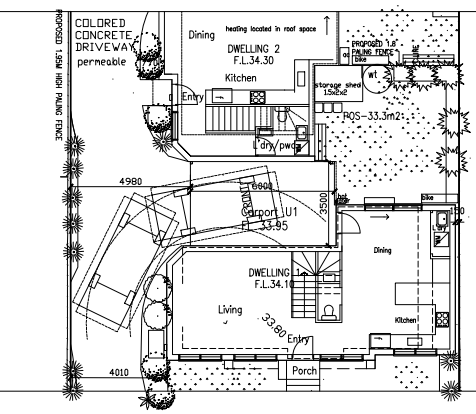 COLORED
CONCRETE
DRIVEWAY
permeable
PROPOSED 1.95M HIGH PALING FENCE
Dining
heating located in roof space
DWELLING 2
F.L.34.30
Kitchen
Entry
L'dry/pwd
PROPOSED 1.8
PALING FENCE
bike
wt
storage shed
1.5x2x2
POS-33.3m2
4980
6000
3500
Carport U1
FL 33.95
bike
L'dry
Dining
DWELLING 1
F.L.34.10
Living
33.80
Entry
Kitchen
Porch
4010